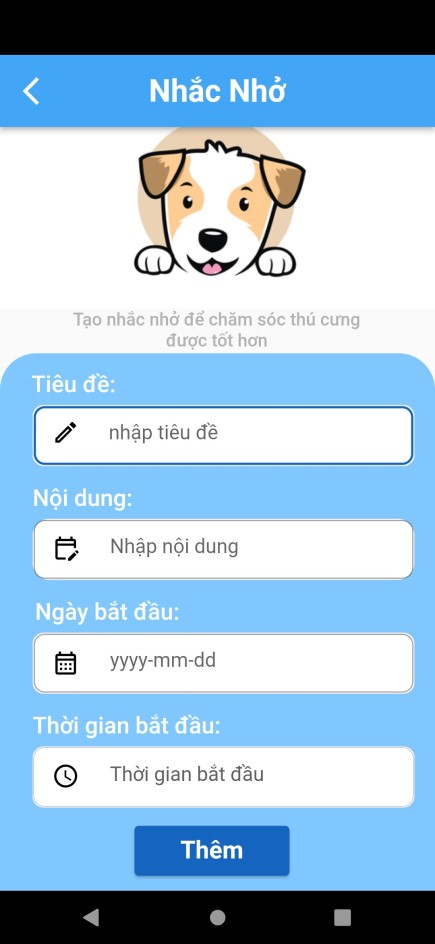 Nhắc Nhở
Tạo nhắc nhở để chăm sóc thú cưng
được tốt hơn
Tiêu đề:
nhập tiêu đề
Nội dung:
Nhập nội dung
Ngày bắt đầu:
yyyy-mm-dd
Thời gian bắt đầu:
Thời gian bắt đầu
Thêm